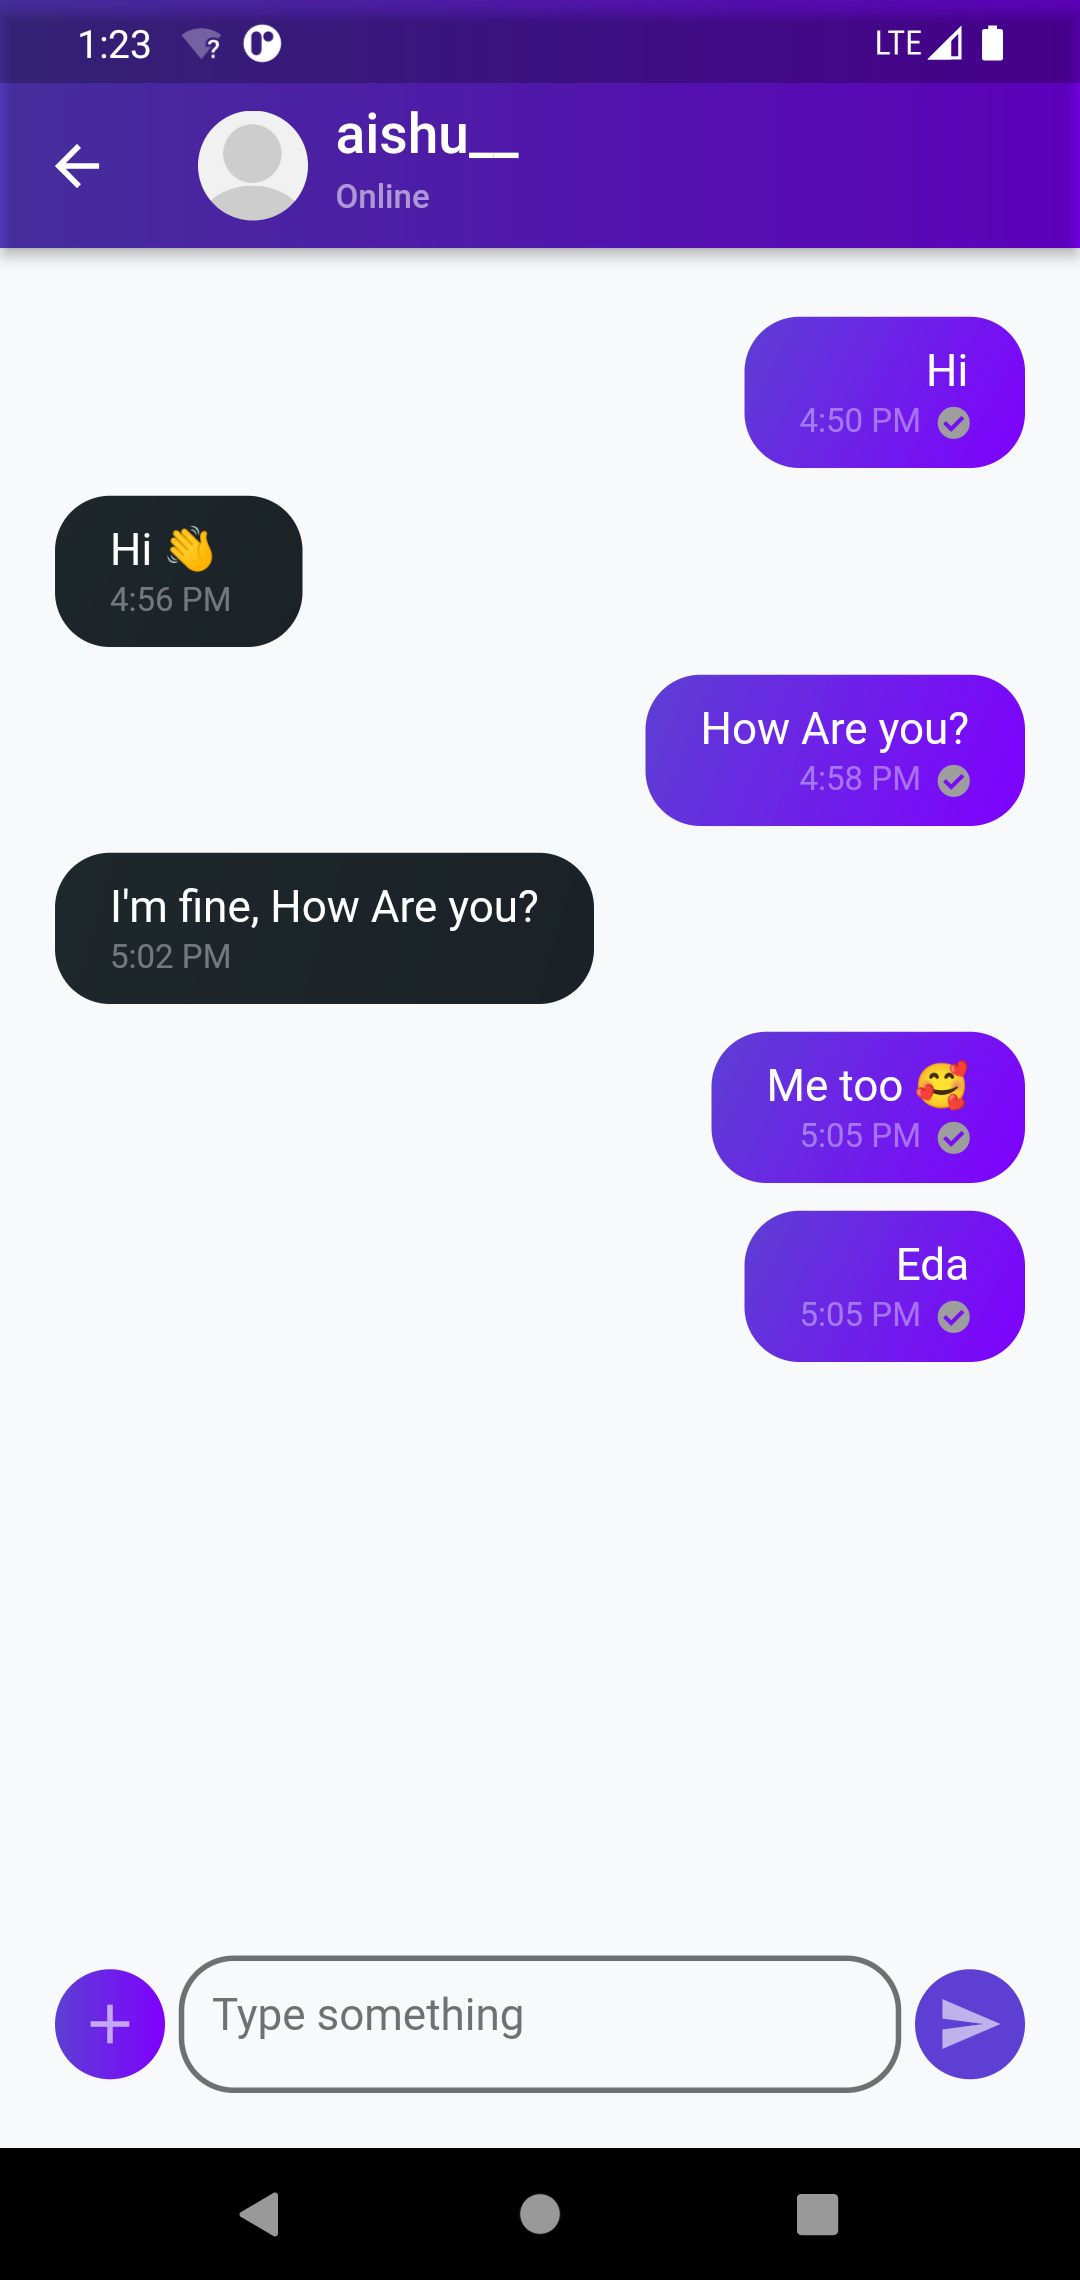 1:23
LTE
aishu__
Online
Hi
4:50 PM
Hi 👋
4:56 PM
How Are you?
4:58 PM
I'm fine, How Are you?
5:02 PM
Me too 🥰
5:05 PM
Eda
5:05 PM
Type something